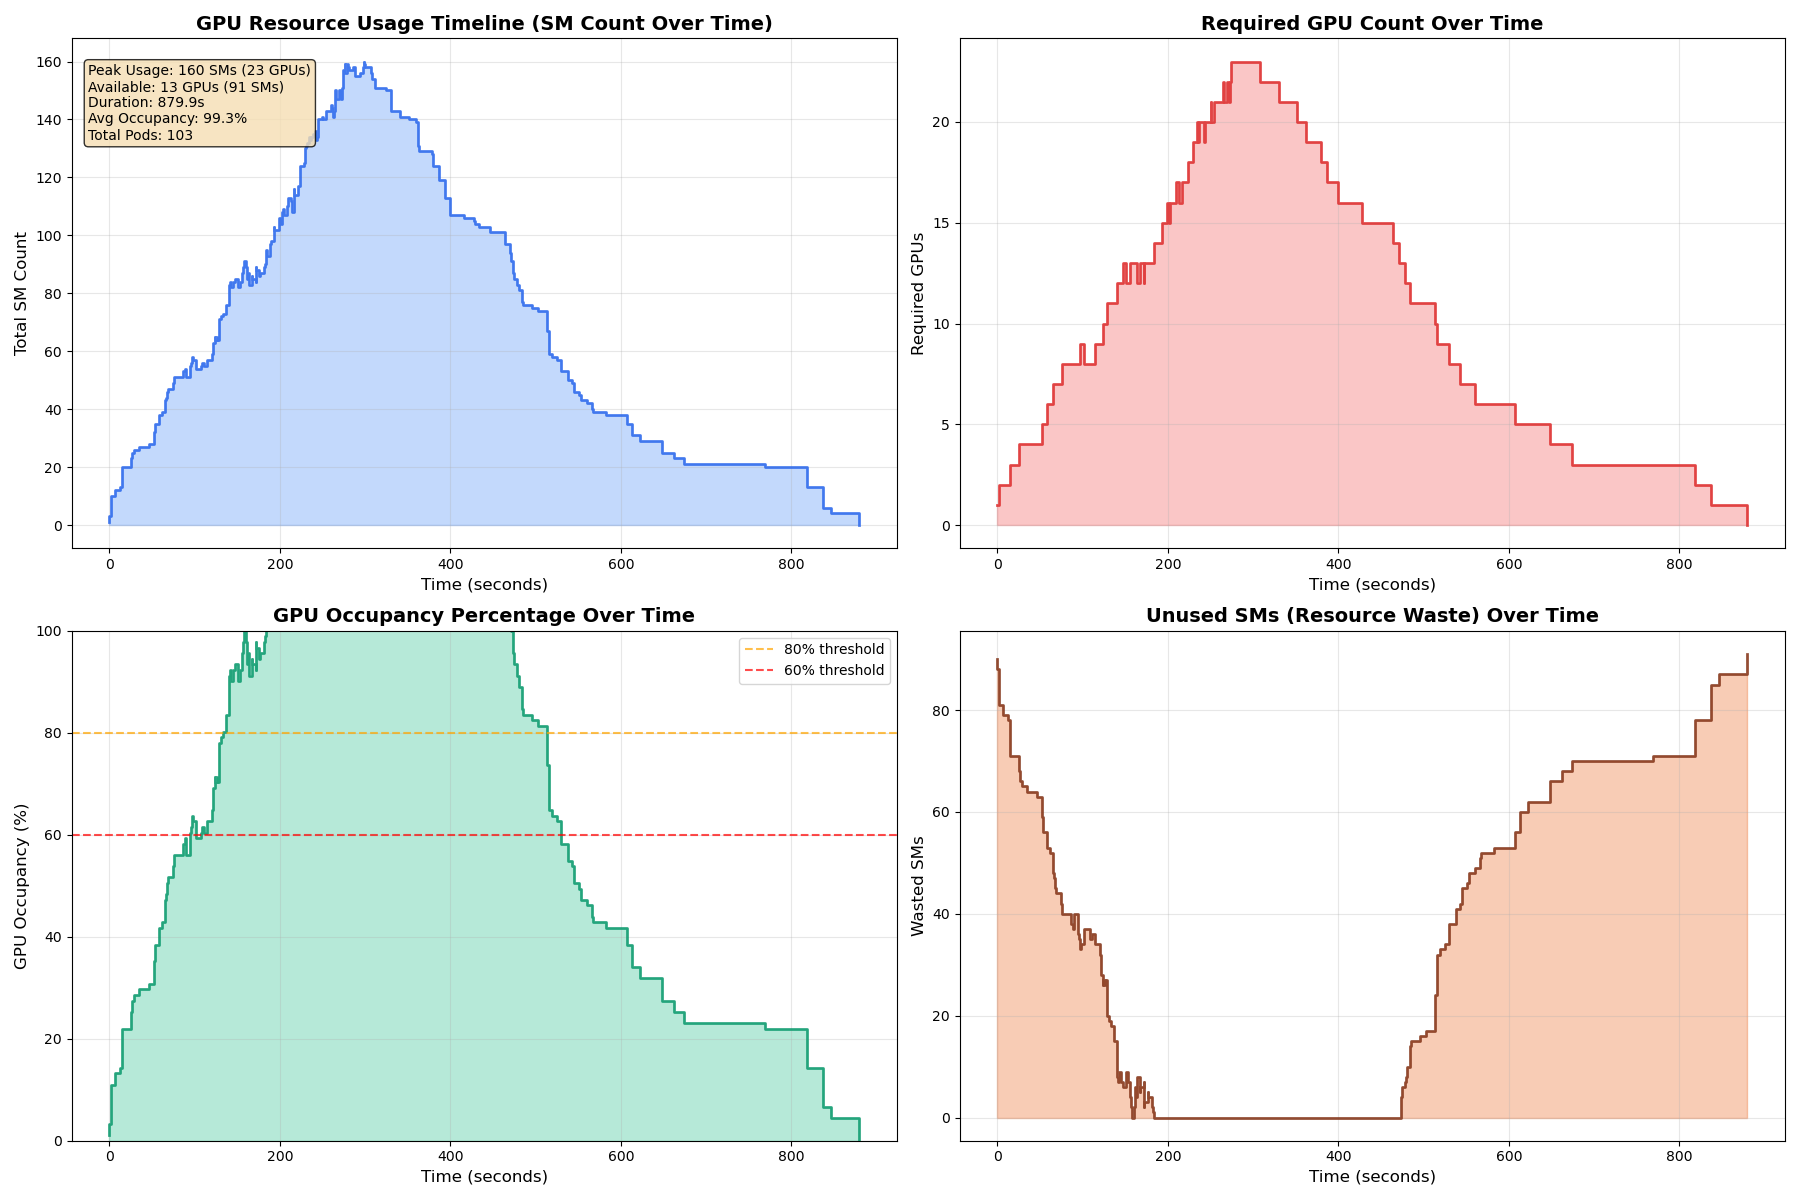 GPU Resource Usage Timeline (SM Count Over Time)
Total SM Count
160
140
120
100
80
60
40
20
0
Peak Usage: 160 SMs (23 GPUs)
Available: 13 GPUs (91 SMs)
Duration: 879.9s
Avg Occupancy: 99.3%
Total Pods: 103
0 200 400 600 800
Time (seconds)
Required GPU Count Over Time
Required GPUs
20
15
10
5
0
0 200 400 600 800
Time (seconds)
GPU Occupancy Percentage Over Time
GPU Occupancy (%)
100
80
60
40
20
0
80% threshold
60% threshold
0 200 400 600 800
Time (seconds)
Unused SMs (Resource Waste) Over Time
Wasted SMs
80
60
40
20
0
0 200 400 600 800
Time (seconds)